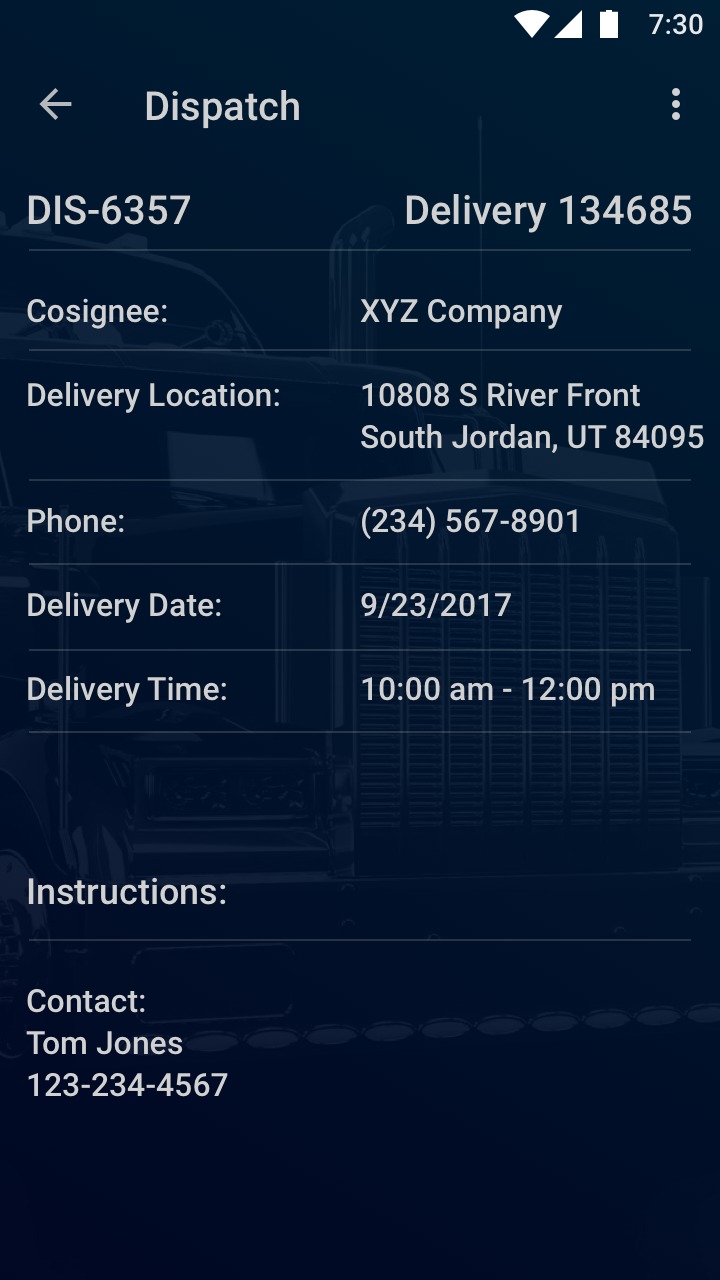 7:30
Dispatch
DIS-6357 Delivery 134685
Cosignee: XYZ Company
Delivery Location: 10808 S River Front
South Jordan, UT 84095
Phone: (234) 567-8901
Delivery Date: 9/23/2017
Delivery Time: 10:00 am - 12:00 pm
Instructions:
Contact:
Tom Jones
123-234-4567